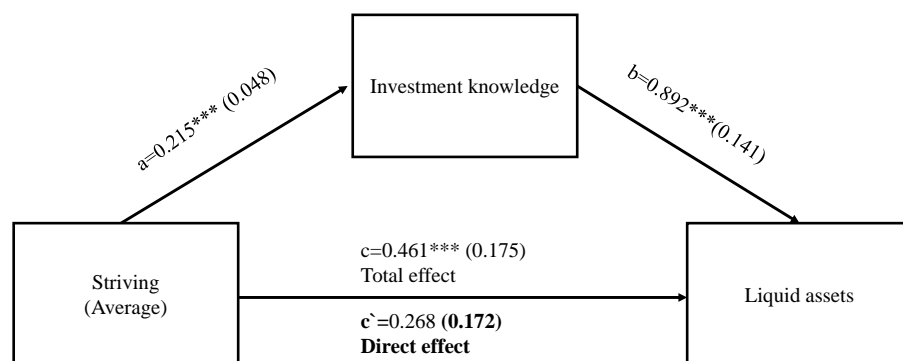 Investment knowledge
a=0.215*** (0.048)
b=0.892***(0.141)
Striving
(Average)
c=0.461*** (0.175)
Total effect
c`=0.268 (0.172)
Direct effect
Liquid assets